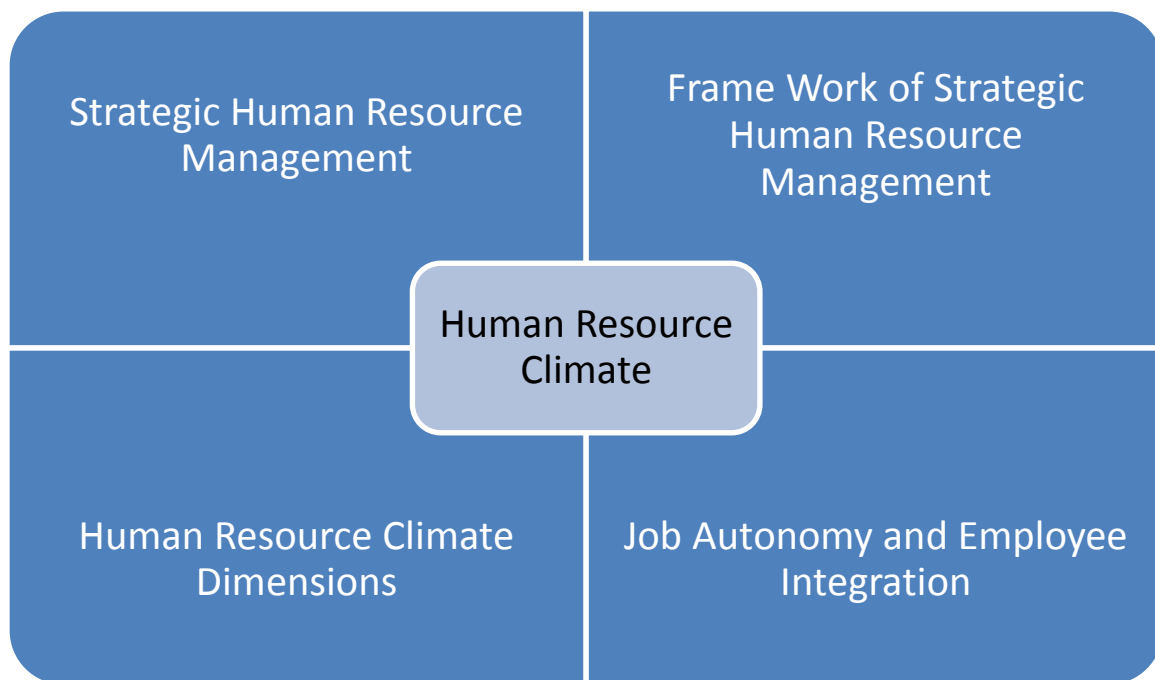 Strategic Human Resource
Management
Frame Work of Strategic
Human Resource
Management
Human Resource
Climate
Human Resource Climate
Dimensions
Job Autonomy and Employee
Integration